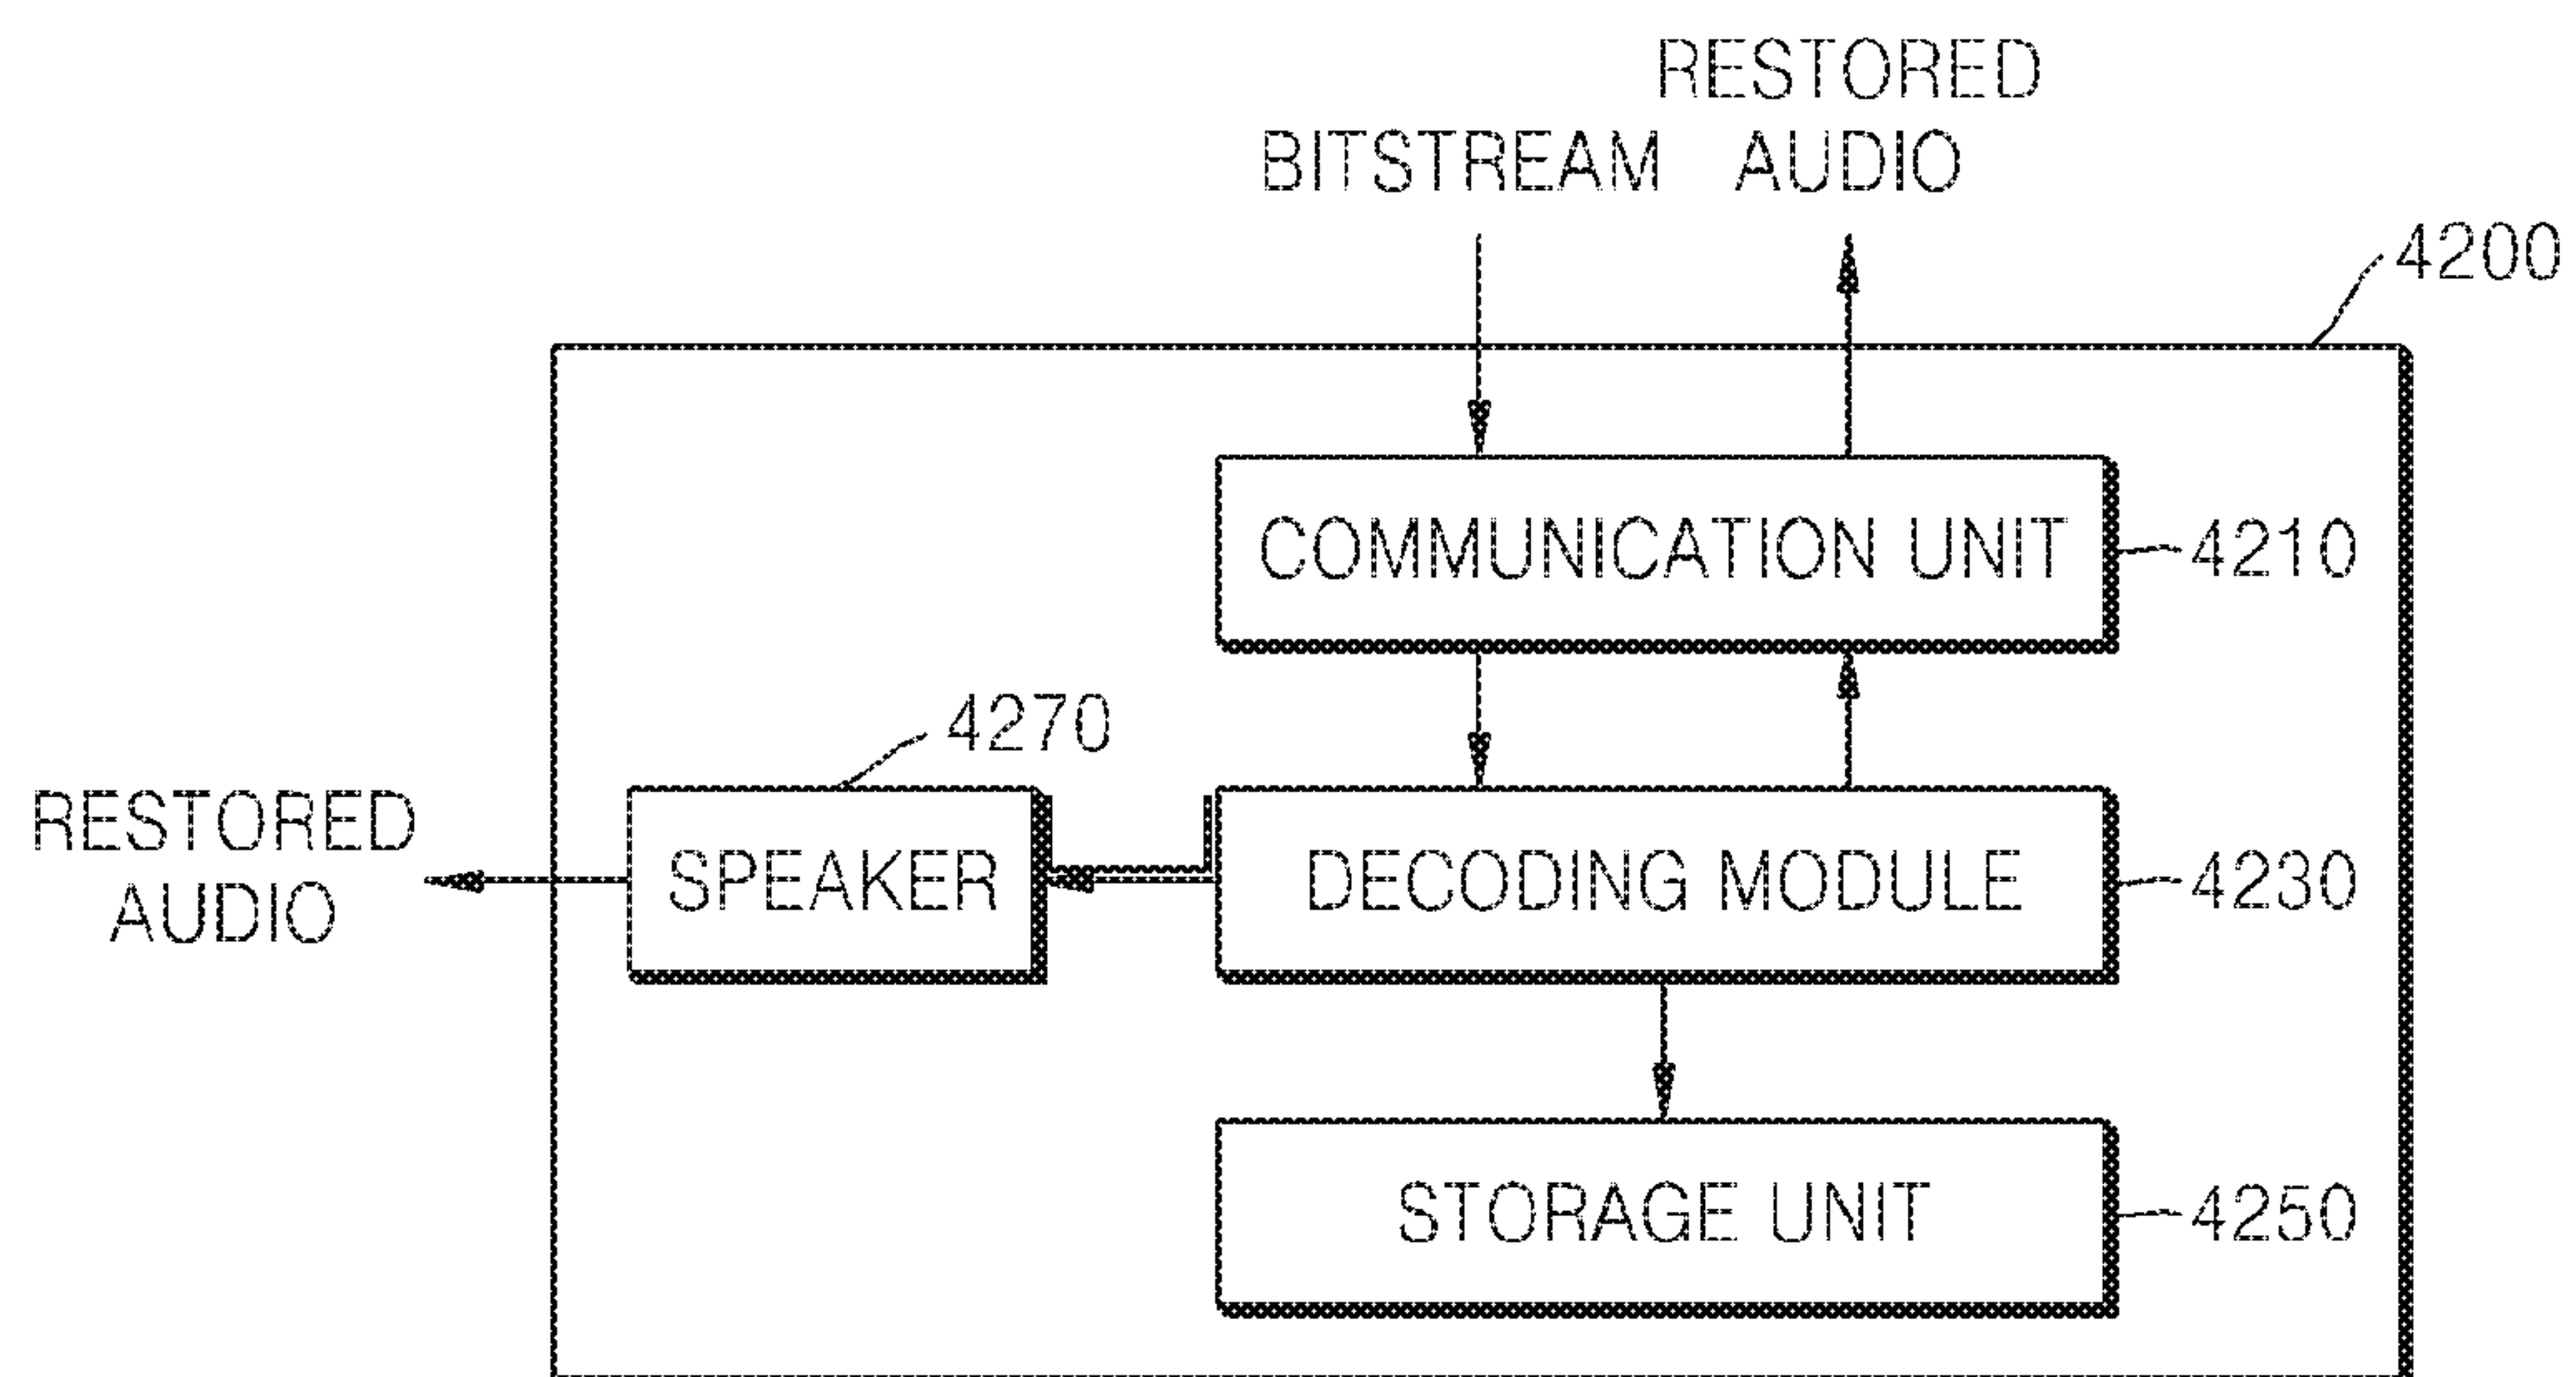 RESTORED
BITSTREAM AUDIO
4200
COMMUNICATION UNIT 4210
4270
RESTORED
AUDIO
SPEAKER
DECODING MODULE 4230
STORAGE UNIT 4250